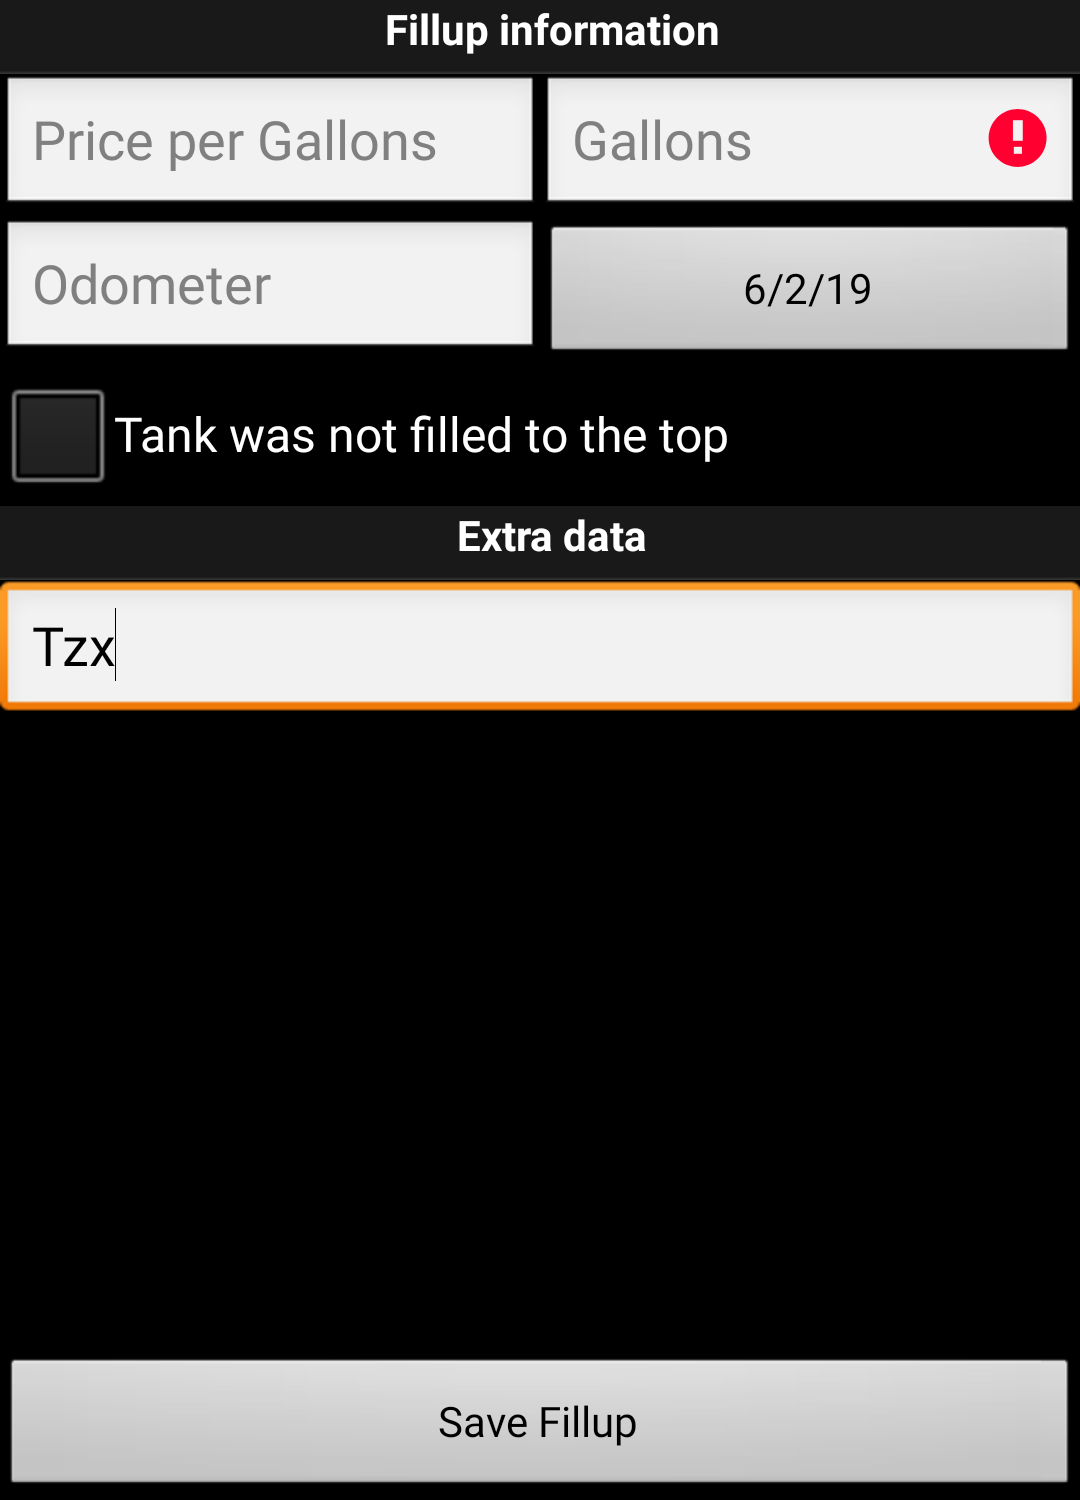 Fillup information
Price per Gallons
Gallons
Odometer
6/2/19
Tank was not filled to the top
Extra data
Tzx
Save Fillup